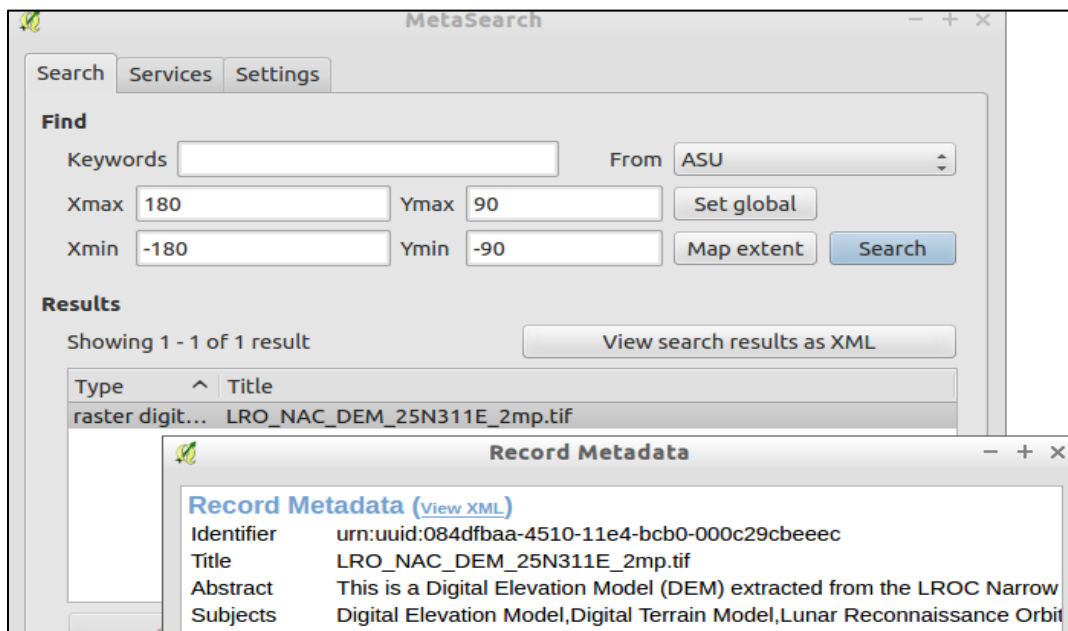 MetaSearch
Search Services Settings
Find
Keywords From ASU
Xmax 180 Ymax 90 Set global
Xmin -180 Ymin -90 Map extent Search
Results
Showing 1 - 1 of 1 result View search results as XML
Type Title
raster digit... LRO_NAC_DEM_25N311E_2mp.tif
Record Metadata
Record Metadata (View XML)
Identifier urn:uuid:084dfbaa-4510-11e4-bcb0-000c29cbeeec
Title LRO_NAC_DEM_25N311E_2mp.tif
Abstract This is a Digital Elevation Model (DEM) extracted from the LROC Narrow
Subjects Digital Elevation Model,Digital Terrain Model,Lunar Reconnaissance Orbit